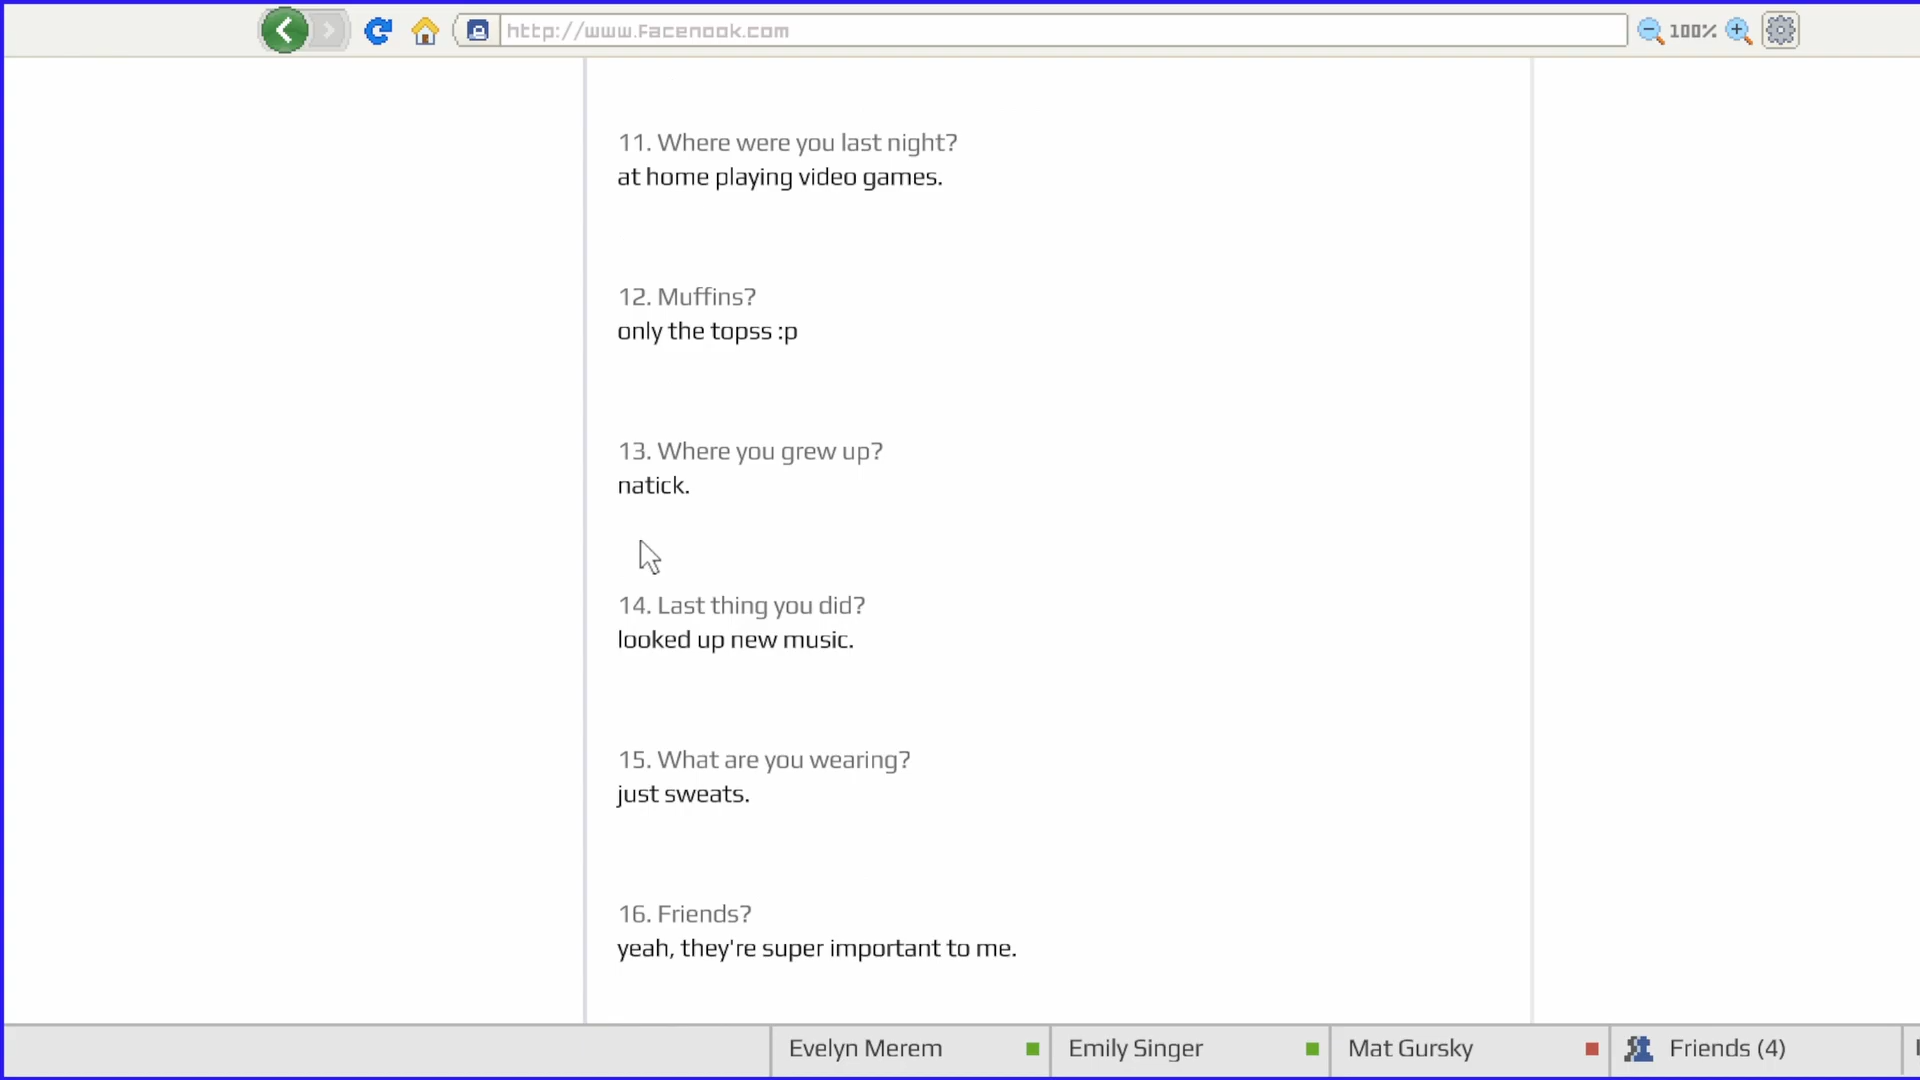 http://www.Facenook.com
100%
11. Where were you last night?
at home playing video games.
12. Muffins?
only the topss :p
13. Where you grew up?
natick.
14. Last thing you did?
looked up new music.
15. What are you wearing?
just sweats.
16. Friends?
yeah, they're super important to me.
Evelyn Merem
Emily Singer
Mat Gursky
Friends (4)